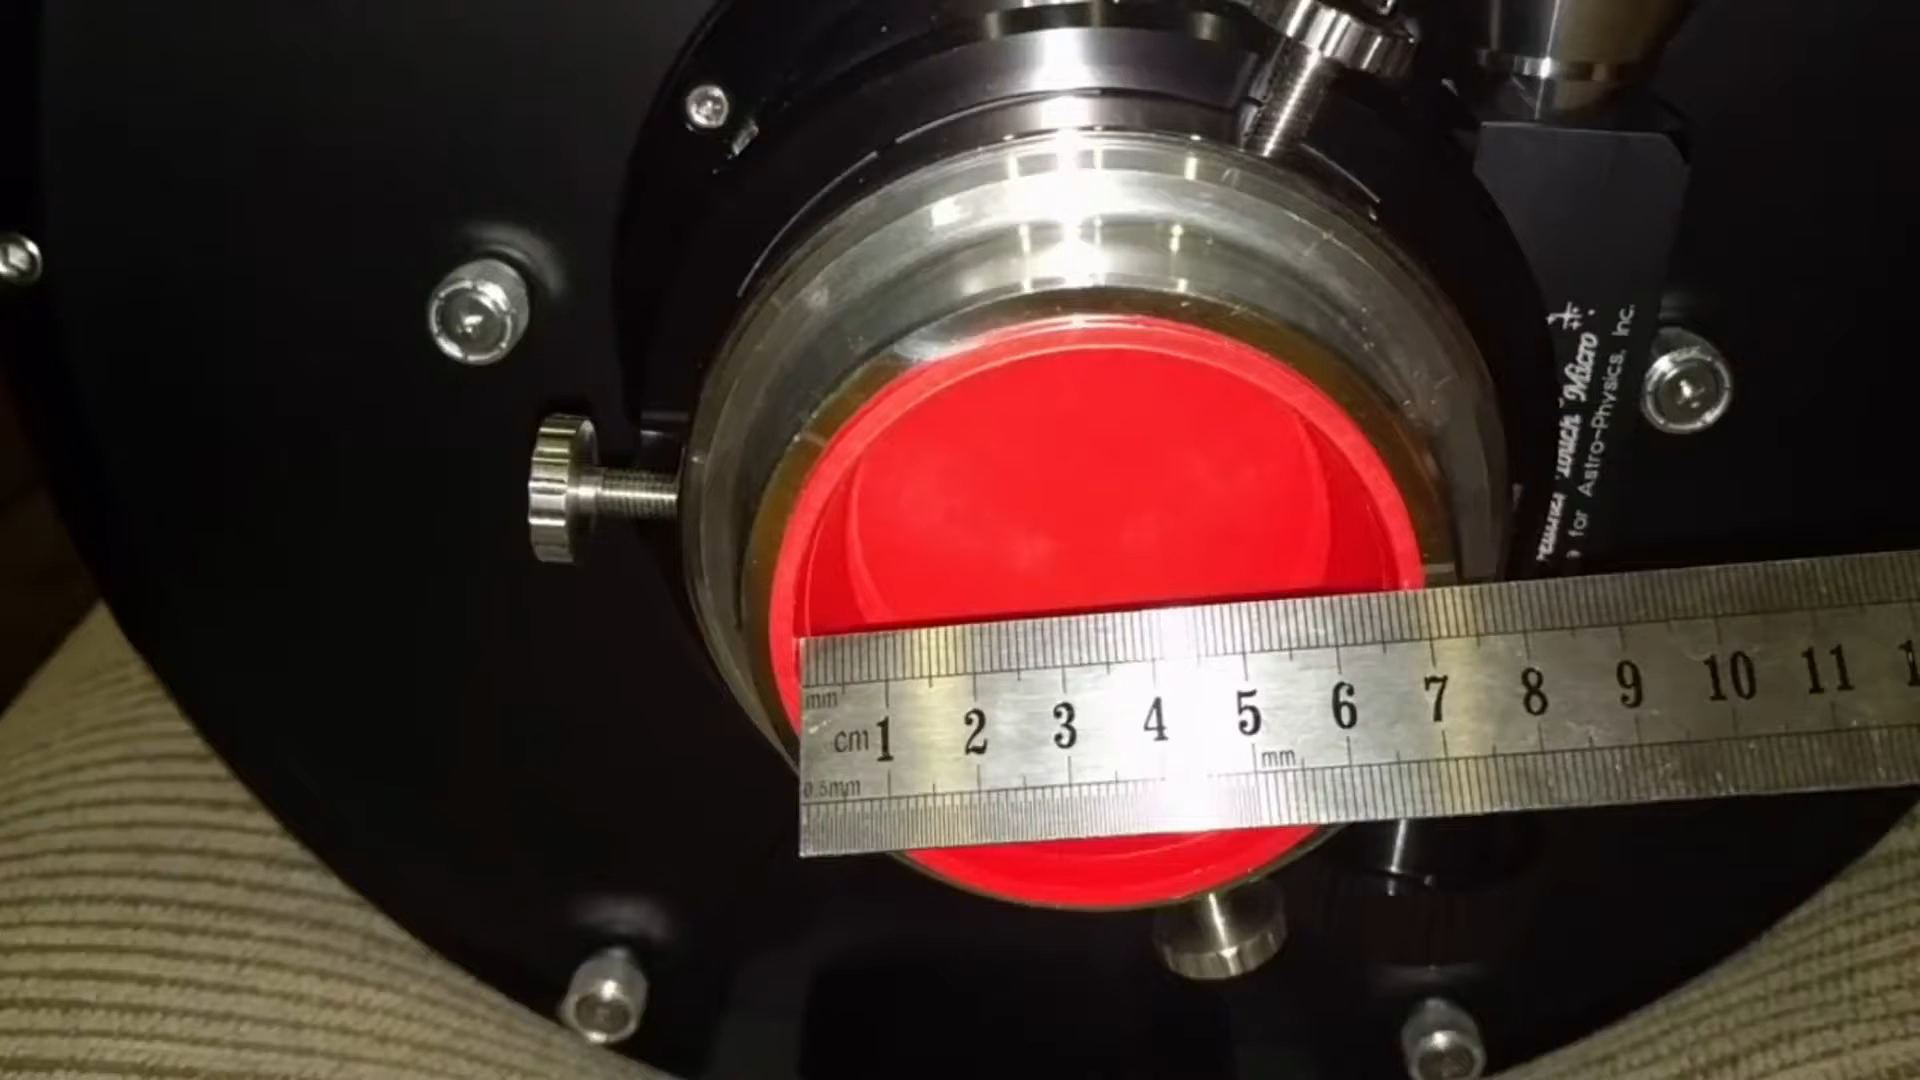 Micro
for Astro-Physics, Inc.
mm
cm 1 2 3 4 5 6 7 8 9 10 11
mm
0.5mm